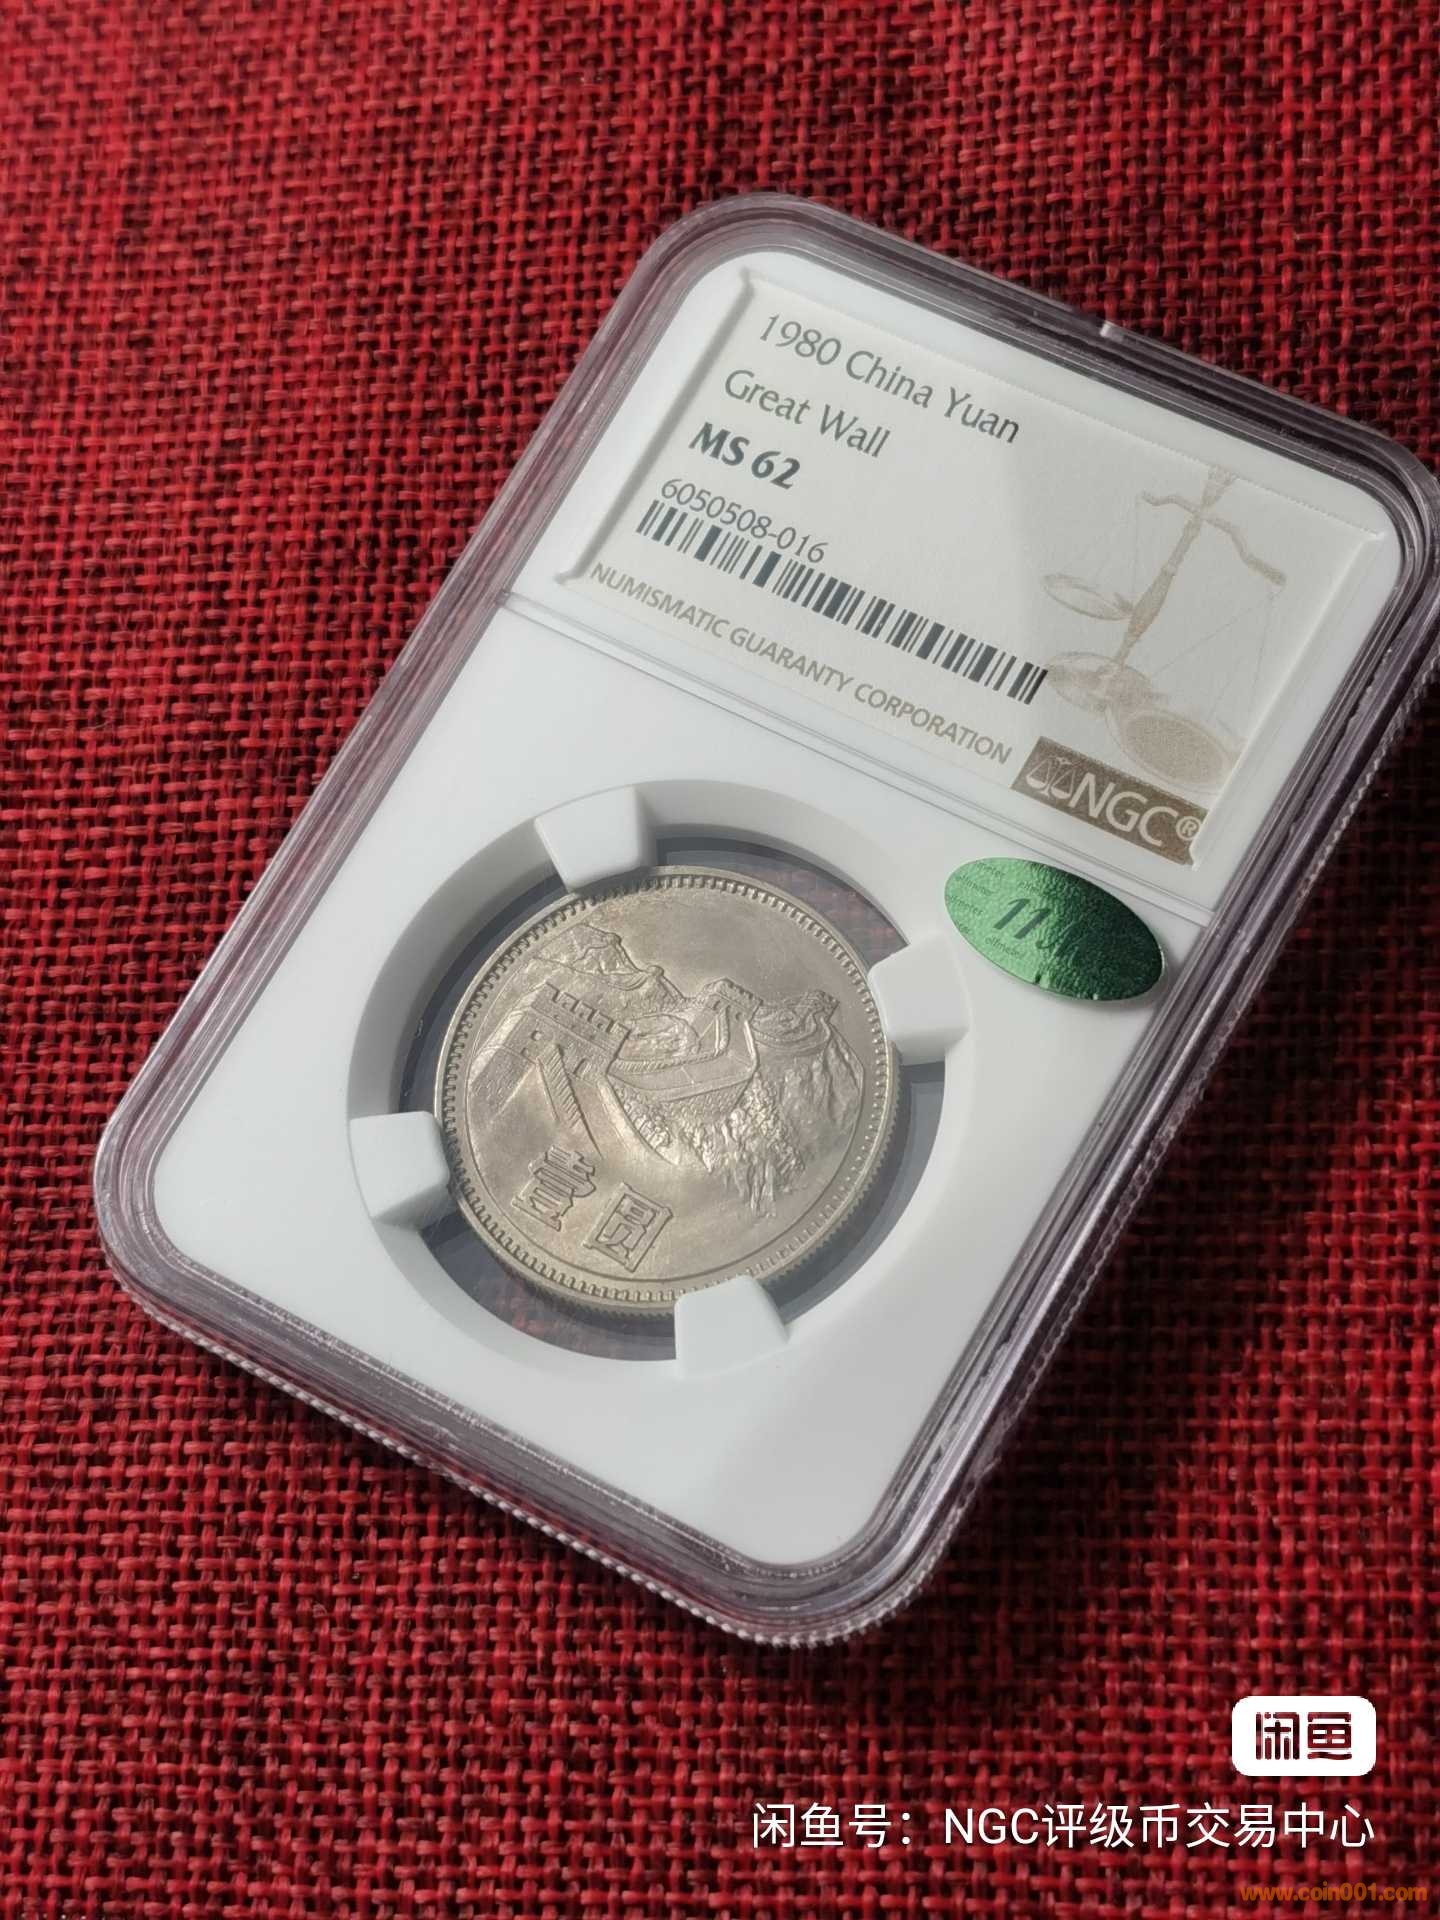 1980 China Yuan
Great Wall
MS 62
6050508-016
NUMISMATIC GUARANTY CORPORATION
NGC®
11
壹圆
闲鱼
闲鱼号：NGC评级币交易中心
www.coin001.com